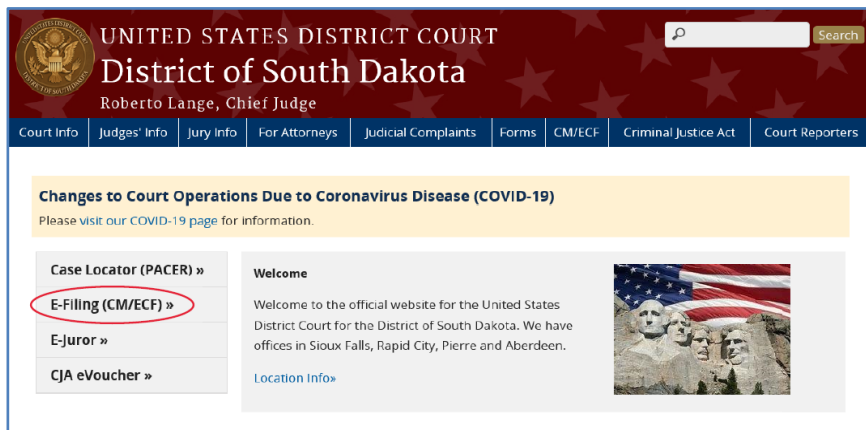 UNITED STATES DISTRICT COURT
District of South Dakota
Roberto Lange, Chief Judge
Search
Court Info
Judges' Info
Jury Info
For Attorneys
Judicial Complaints
Forms
CM/ECF
Criminal Justice Act
Court Reporters
Changes to Court Operations Due to Coronavirus Disease (COVID-19)
Please visit our COVID-19 page for information.
Case Locator (PACER) »
E-Filing (CM/ECF) »
E-Juror »
CJA eVoucher »
Welcome
Welcome to the official website for the United States
District Court for the District of South Dakota. We have
offices in Sioux Falls, Rapid City, Pierre and Aberdeen.
Location Info»